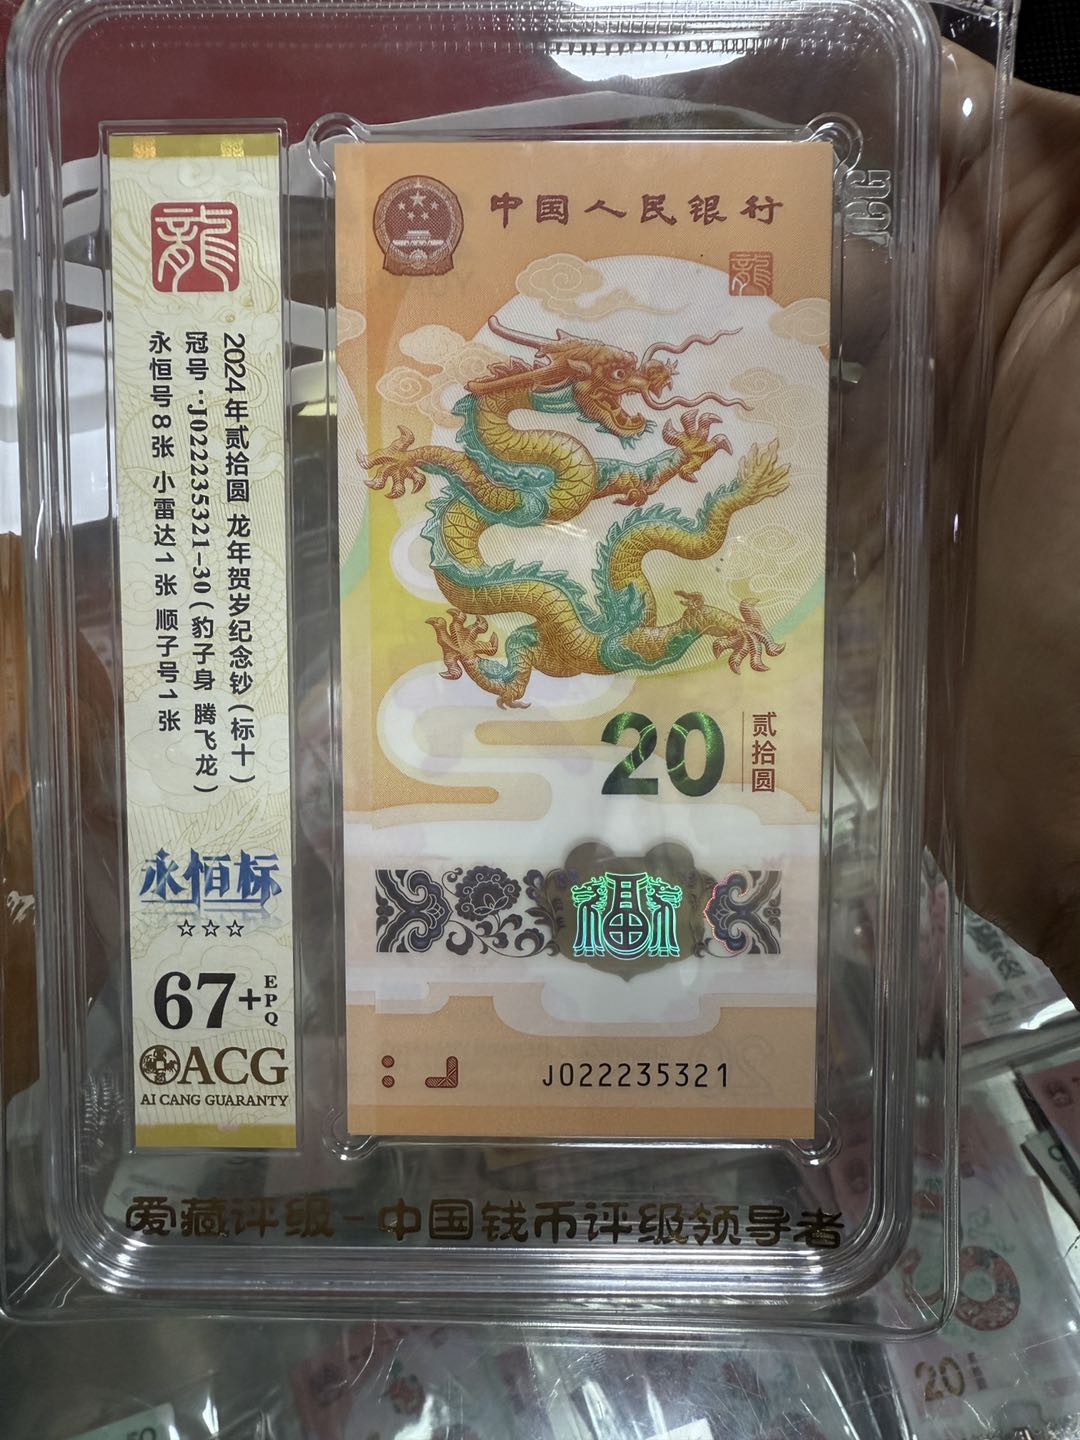 龍
2024年贰拾圆 龙年贺岁纪念钞(标十)
冠号：J022235321-30(豹子身 腾飞龙)
永恒号8张 小雷达1张 顺子号1张
永恒标
☆☆☆
67+ EPQ
ACG
AI CANG GUARANTY
中国人民银行
龍
20
贰拾圆
福
J022235321
爱藏评级-中国钱币评级领导者
20